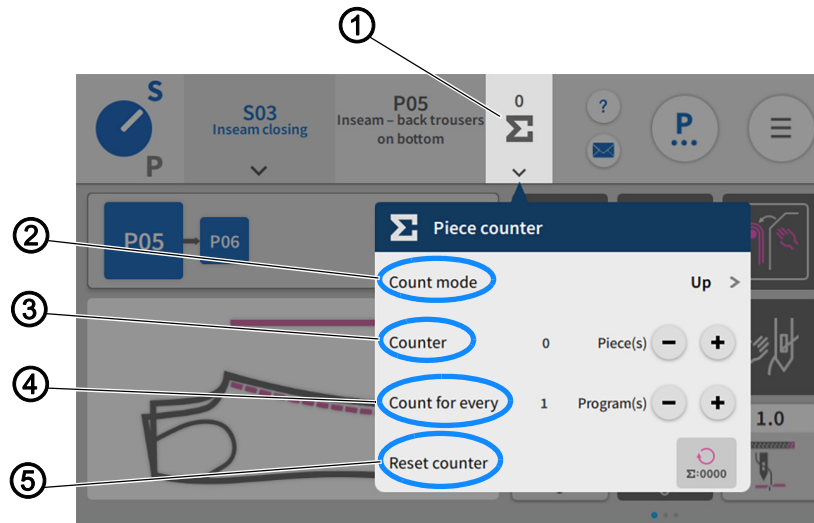 1
S
P
S03
Inseam closing
P05
Inseam – back trousers
on bottom
0
Σ
?
P
2
P05
P06
Σ Piece counter
Count mode Up >
3
Counter 0 Piece(s) - +
4
Count for every 1 Program(s) - +
1.0
5
Reset counter
Σ:0000